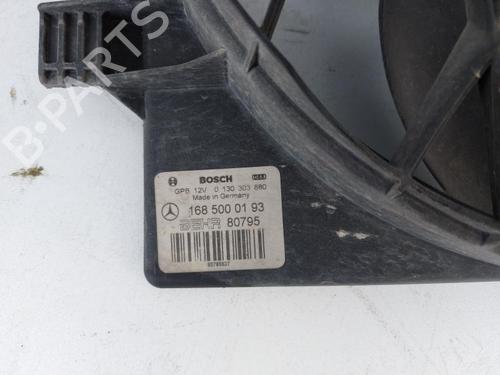 BOSCH
GPB 12V 0 130 303 880
Made in Germany
168 500 01 93
BEHR 80795
B-PARTS